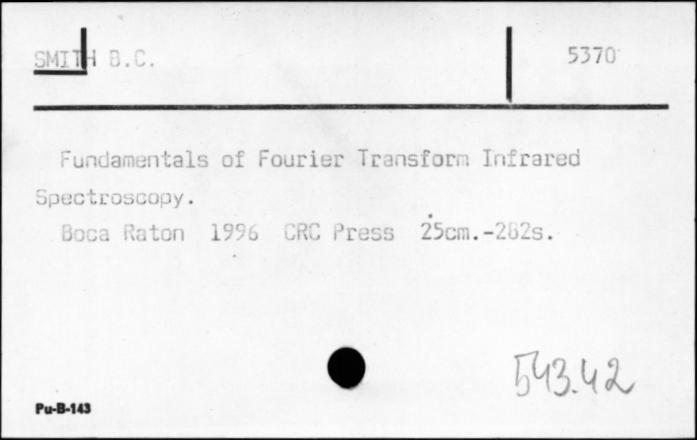 SMITH B.C.
5370
Fundamentals of Fourier Transform Infrared
Spectroscopy.
Boca Raton 1996 CRC Press 25cm.-202s.
543.42
Pu-B-143